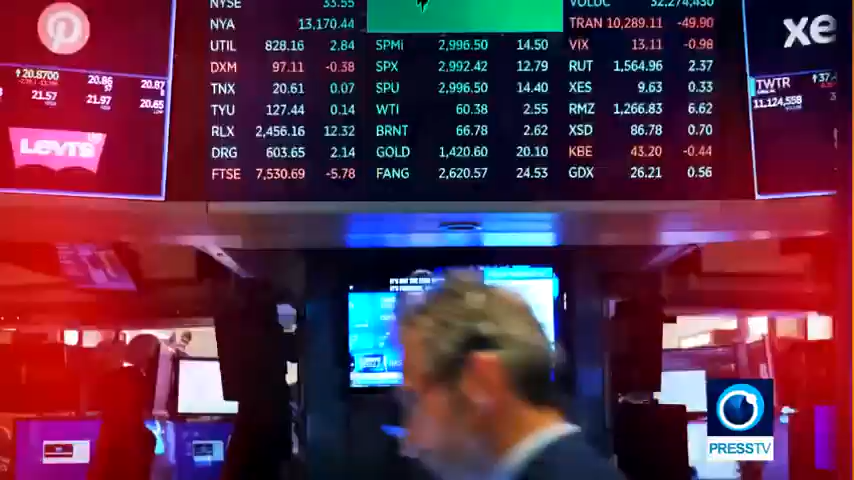 NYSE 33.55
NYA 13,170.44
UTIL 828.16 2.84
DXM 97.11 -0.38
TNX 20.61 0.07
TYU 127.44 0.14
RLX 2,456.16 12.32
DRG 603.65 2.14
FTSE 7,530.69 -5.78
SPMi 2,996.50 14.50
SPX 2,992.42 12.79
SPU 2,996.50 14.40
WTI 60.38 2.55
BRNT 66.78 2.62
GOLD 1,420.60 20.10
FANG 2,620.57 24.53
VOLUC 32,274,430
TRAN 10,289.11 -49.90
VIX 13.11 -0.98
RUT 1,564.96 2.37
XES 9.63 0.33
RMZ 1,266.83 6.62
XSD 86.78 0.70
KBE 43.20 -0.44
GDX 26.21 0.56
20.8700 20.86 20.87
21.57 21.97 20.65
LEVI'S
xe
TWTR
11,124,558
PRESSTV